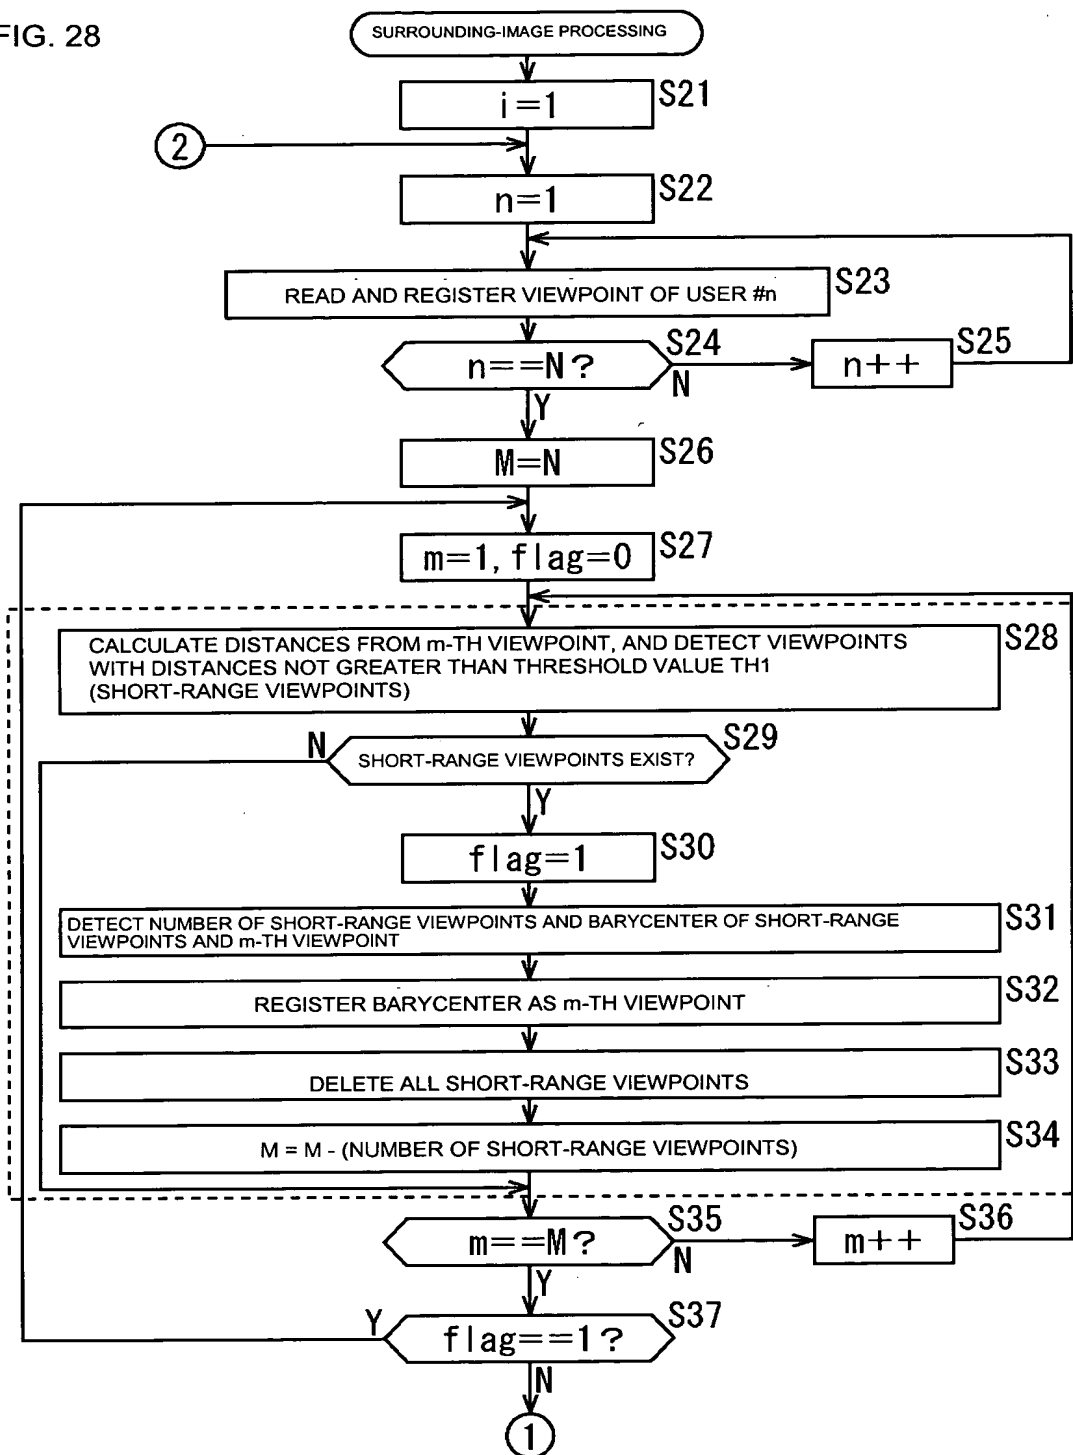 FIG. 28
SURROUNDING-IMAGE PROCESSING
i=1
S21
2
n=1
S22
READ AND REGISTER VIEWPOINT OF USER #n
S23
n==N?
S24
N
n++
S25
Y
M=N
S26
m=1, flag=0
S27
CALCULATE DISTANCES FROM m-TH VIEWPOINT, AND DETECT VIEWPOINTS
WITH DISTANCES NOT GREATER THAN THRESHOLD VALUE TH1
(SHORT-RANGE VIEWPOINTS)
S28
N
SHORT-RANGE VIEWPOINTS EXIST?
S29
Y
flag=1
S30
DETECT NUMBER OF SHORT-RANGE VIEWPOINTS AND BARYCENTER OF SHORT-RANGE
VIEWPOINTS AND m-TH VIEWPOINT
S31
REGISTER BARYCENTER AS m-TH VIEWPOINT
S32
DELETE ALL SHORT-RANGE VIEWPOINTS
S33
M = M - (NUMBER OF SHORT-RANGE VIEWPOINTS)
S34
m==M?
S35
N
m++
S36
Y
Y
flag==1?
S37
N
1